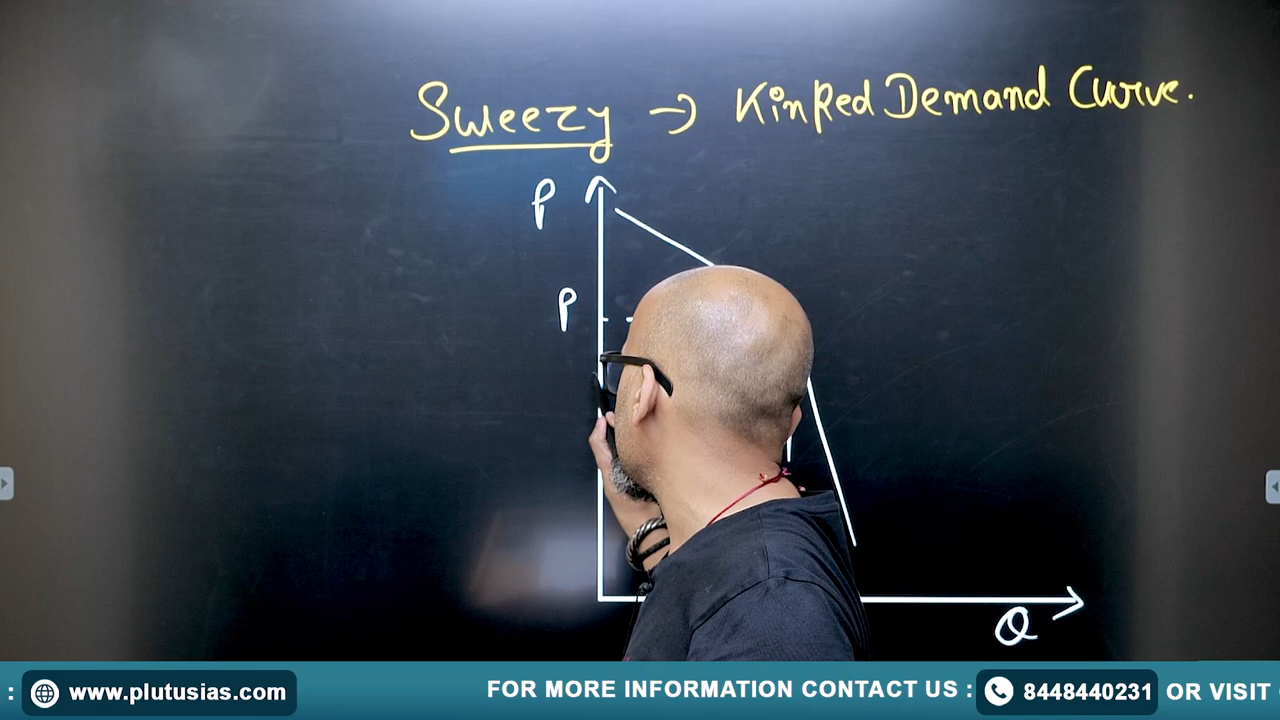 Sweezy → Kinked Demand Curve.
P
P
Q
: www.plutusias.com FOR MORE INFORMATION CONTACT US : 8448440231 OR VISIT